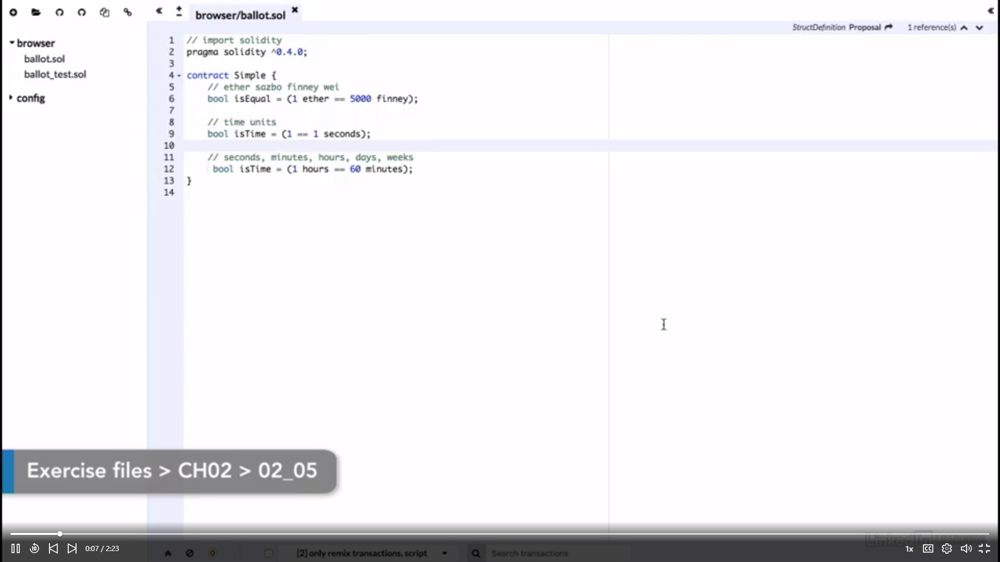 browser/ballot.sol
StructDefinition Proposal 1 reference(s)
browser
ballot.sol
ballot_test.sol
config
1 // import solidity
2 pragma solidity ^0.4.0;
3
4 contract Simple {
5 // ether sazbo finney wei
6 bool isEqual = (1 ether == 5000 finney);
7
8 // time units
9 bool isTime = (1 == 1 seconds);
10
11 // seconds, minutes, hours, days, weeks
12 bool isTime = (1 hours == 60 minutes);
13 }
14
Exercise files > CH02 > 02_05
LinkedIn LEARNING
10 0:07 / 2:23
0 [2] only remix transactions, script Search transactions
1x CC